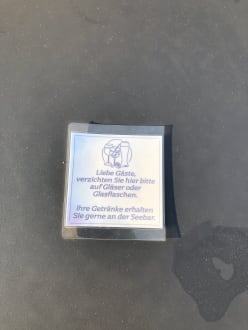 Liebe Gäste,
verzichten Sie hier bitte
auf Gläser oder
Glasflaschen.
Ihre Getränke erhalten
Sie gerne an der Seebar.